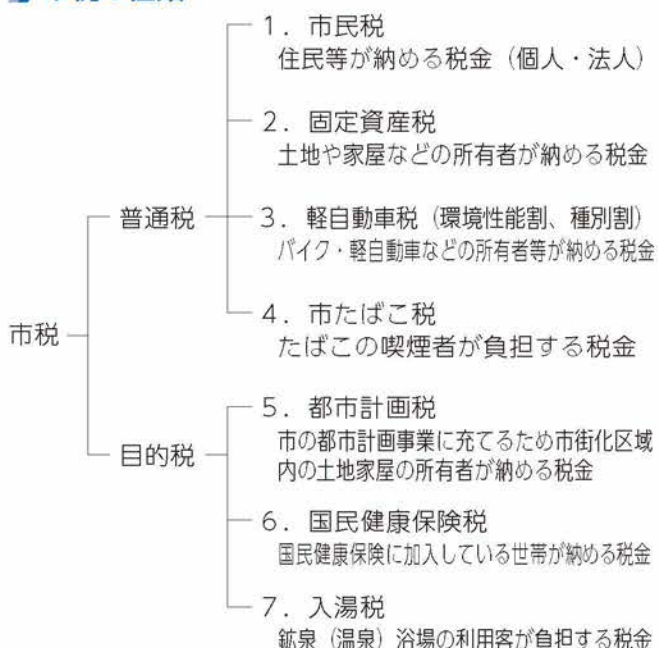 1. 市民税
住民等が納める税金（個人・法人）
2. 固定資産税
土地や家屋などの所有者が納める税金
普通税
3. 軽自動車税（環境性能割、種別割）
バイク・軽自動車などの所有者等が納める税金
4. 市たばこ税
たばこの喫煙者が負担する税金
市税
5. 都市計画税
市の都市計画事業に充てるため市街化区域
内の土地家屋の所有者が納める税金
目的税
6. 国民健康保険税
国民健康保険に加入している世帯が納める税金
7. 入湯税
鉱泉（温泉）浴場の利用客が負担する税金